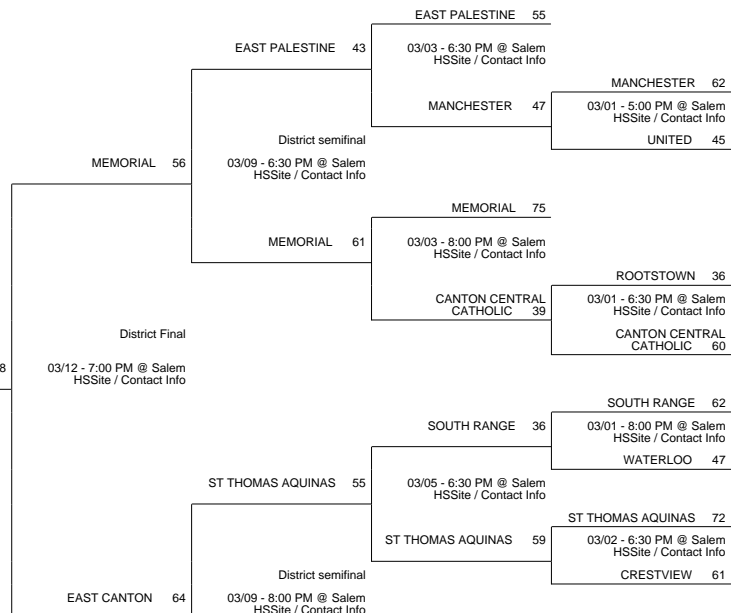 EAST PALESTINE 55
EAST PALESTINE 43
03/03 - 6:30 PM @ Salem
HSSite / Contact Info
MANCHESTER 62
MANCHESTER 47
03/01 - 5:00 PM @ Salem
HSSite / Contact Info
District semifinal
UNITED 45
MEMORIAL 56
03/09 - 6:30 PM @ Salem
HSSite / Contact Info
MEMORIAL 75
MEMORIAL 61
03/03 - 8:00 PM @ Salem
HSSite / Contact Info
ROOTSTOWN 36
CANTON CENTRAL
CATHOLIC 39
03/01 - 6:30 PM @ Salem
HSSite / Contact Info
District Final
CANTON CENTRAL
CATHOLIC 60
8
03/12 - 7:00 PM @ Salem
HSSite / Contact Info
SOUTH RANGE 62
SOUTH RANGE 36
03/01 - 8:00 PM @ Salem
HSSite / Contact Info
WATERLOO 47
ST THOMAS AQUINAS 55
03/05 - 6:30 PM @ Salem
HSSite / Contact Info
ST THOMAS AQUINAS 72
ST THOMAS AQUINAS 59
03/02 - 6:30 PM @ Salem
HSSite / Contact Info
District semifinal
CRESTVIEW 61
EAST CANTON 64
03/09 - 8:00 PM @ Salem
HSSite / Contact Info